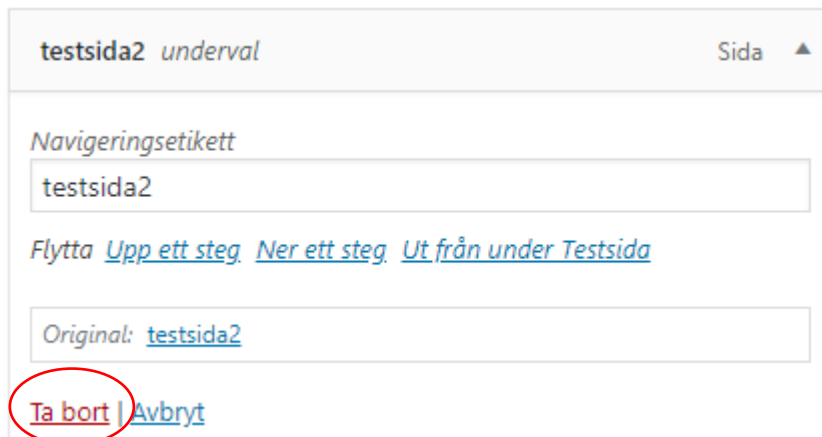 testsida2 underval Sida ▲
Navigeringsetikett
testsida2
Flytta Upp ett steg Ner ett steg Ut från under Testsida
Original: testsida2
Ta bort | Avbryt